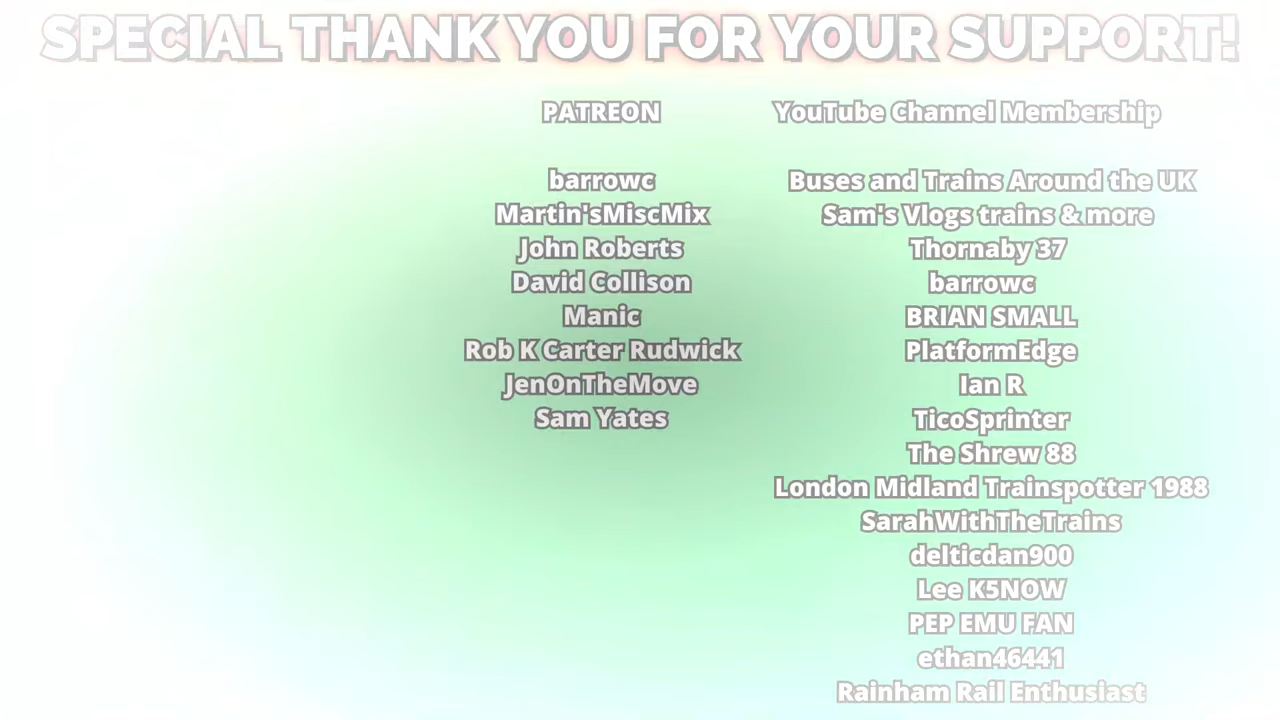 SPECIAL THANK YOU FOR YOUR SUPPORT!
PATREON
barrowc
Martin'sMiscMix
John Roberts
David Collison
Manic
Rob K Carter Rudwick
JenOnTheMove
Sam Yates
YouTube Channel Membership
Buses and Trains Around the UK
Sam's Vlogs trains & more
Thornaby 37
barrowc
BRIAN SMALL
PlatformEdge
Ian R
TicoSprinter
The Shrew 88
London Midland Trainspotter 1988
SarahWithTheTrains
delticdan900
Lee K5NOW
PEP EMU FAN
ethan46441
Rainham Rail Enthusiast